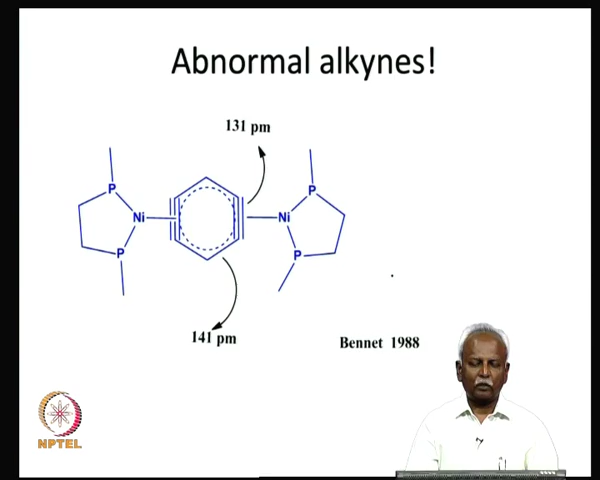 Abnormal alkynes!
131 pm
P
P
Ni
Ni
P
P
141 pm
Bennet 1988
NPTEL